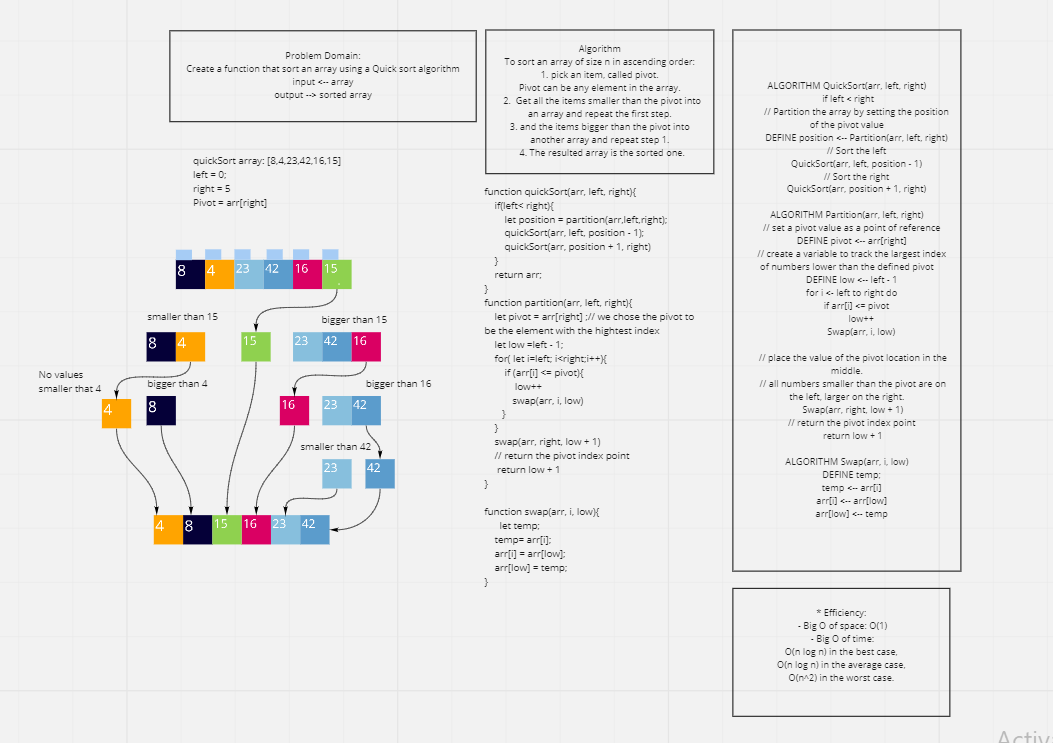 Problem Domain:
Create a function that sort an array using a Quick sort algorithm
input <-- array
output --> sorted array
Algorithm
To sort an array of size n in ascending order:
1. pick an item, called pivot.
Pivot can be any element in the array.
2. Get all the items smaller than the pivot into
an array and repeat the first step.
3. and the items bigger than the pivot into
another array and repeat step 1.
4. The resulted array is the sorted one.
quickSort array: [8,4,23,42,16,15]
left = 0;
right = 5
Pivot = arr[right]
8 4 23 42 16 15
smaller than 15
bigger than 15
8 4
15
23 42 16
No values
smaller that 4
bigger than 4
bigger than 16
4
8
16
23 42
smaller than 42
23
42
4 8 15 16 23 42
function quickSort(arr, left, right){
if(left< right){
let position = partition(arr,left,right);
quickSort(arr, left, position - 1);
quickSort(arr, position + 1, right)
}
return arr;
}
function partition(arr, left, right){
let pivot = arr[right] ;// we chose the pivot to
be the element with the hightest index
let low =left - 1;
for( let i=left; i<right;i++){
if (arr[i] <= pivot){
low++
swap(arr, i, low)
}
}
swap(arr, right, low + 1)
// return the pivot index point
return low + 1
}
function swap(arr, i, low){
let temp;
temp= arr[i];
arr[i] = arr[low];
arr[low] = temp;
}
ALGORITHM QuickSort(arr, left, right)
if left < right
// Partition the array by setting the position
of the pivot value
DEFINE position <-- Partition(arr, left, right)
// Sort the left
QuickSort(arr, left, position - 1)
// Sort the right
QuickSort(arr, position + 1, right)
ALGORITHM Partition(arr, left, right)
// set a pivot value as a point of reference
DEFINE pivot <-- arr[right]
// create a variable to track the largest index
of numbers lower than the defined pivot
DEFINE low <-- left - 1
for i <- left to right do
if arr[i] <= pivot
low++
Swap(arr, i, low)
// place the value of the pivot location in the
middle.
// all numbers smaller than the pivot are on
the left, larger on the right.
Swap(arr, right, low + 1)
// return the pivot index point
return low + 1
ALGORITHM Swap(arr, i, low)
DEFINE temp;
temp <-- arr[i]
arr[i] <-- arr[low]
arr[low] <-- temp
* Efficiency:
- Big O of space: O(1)
- Big O of time:
O(n log n) in the best case,
O(n log n) in the average case,
O(n^2) in the worst case.